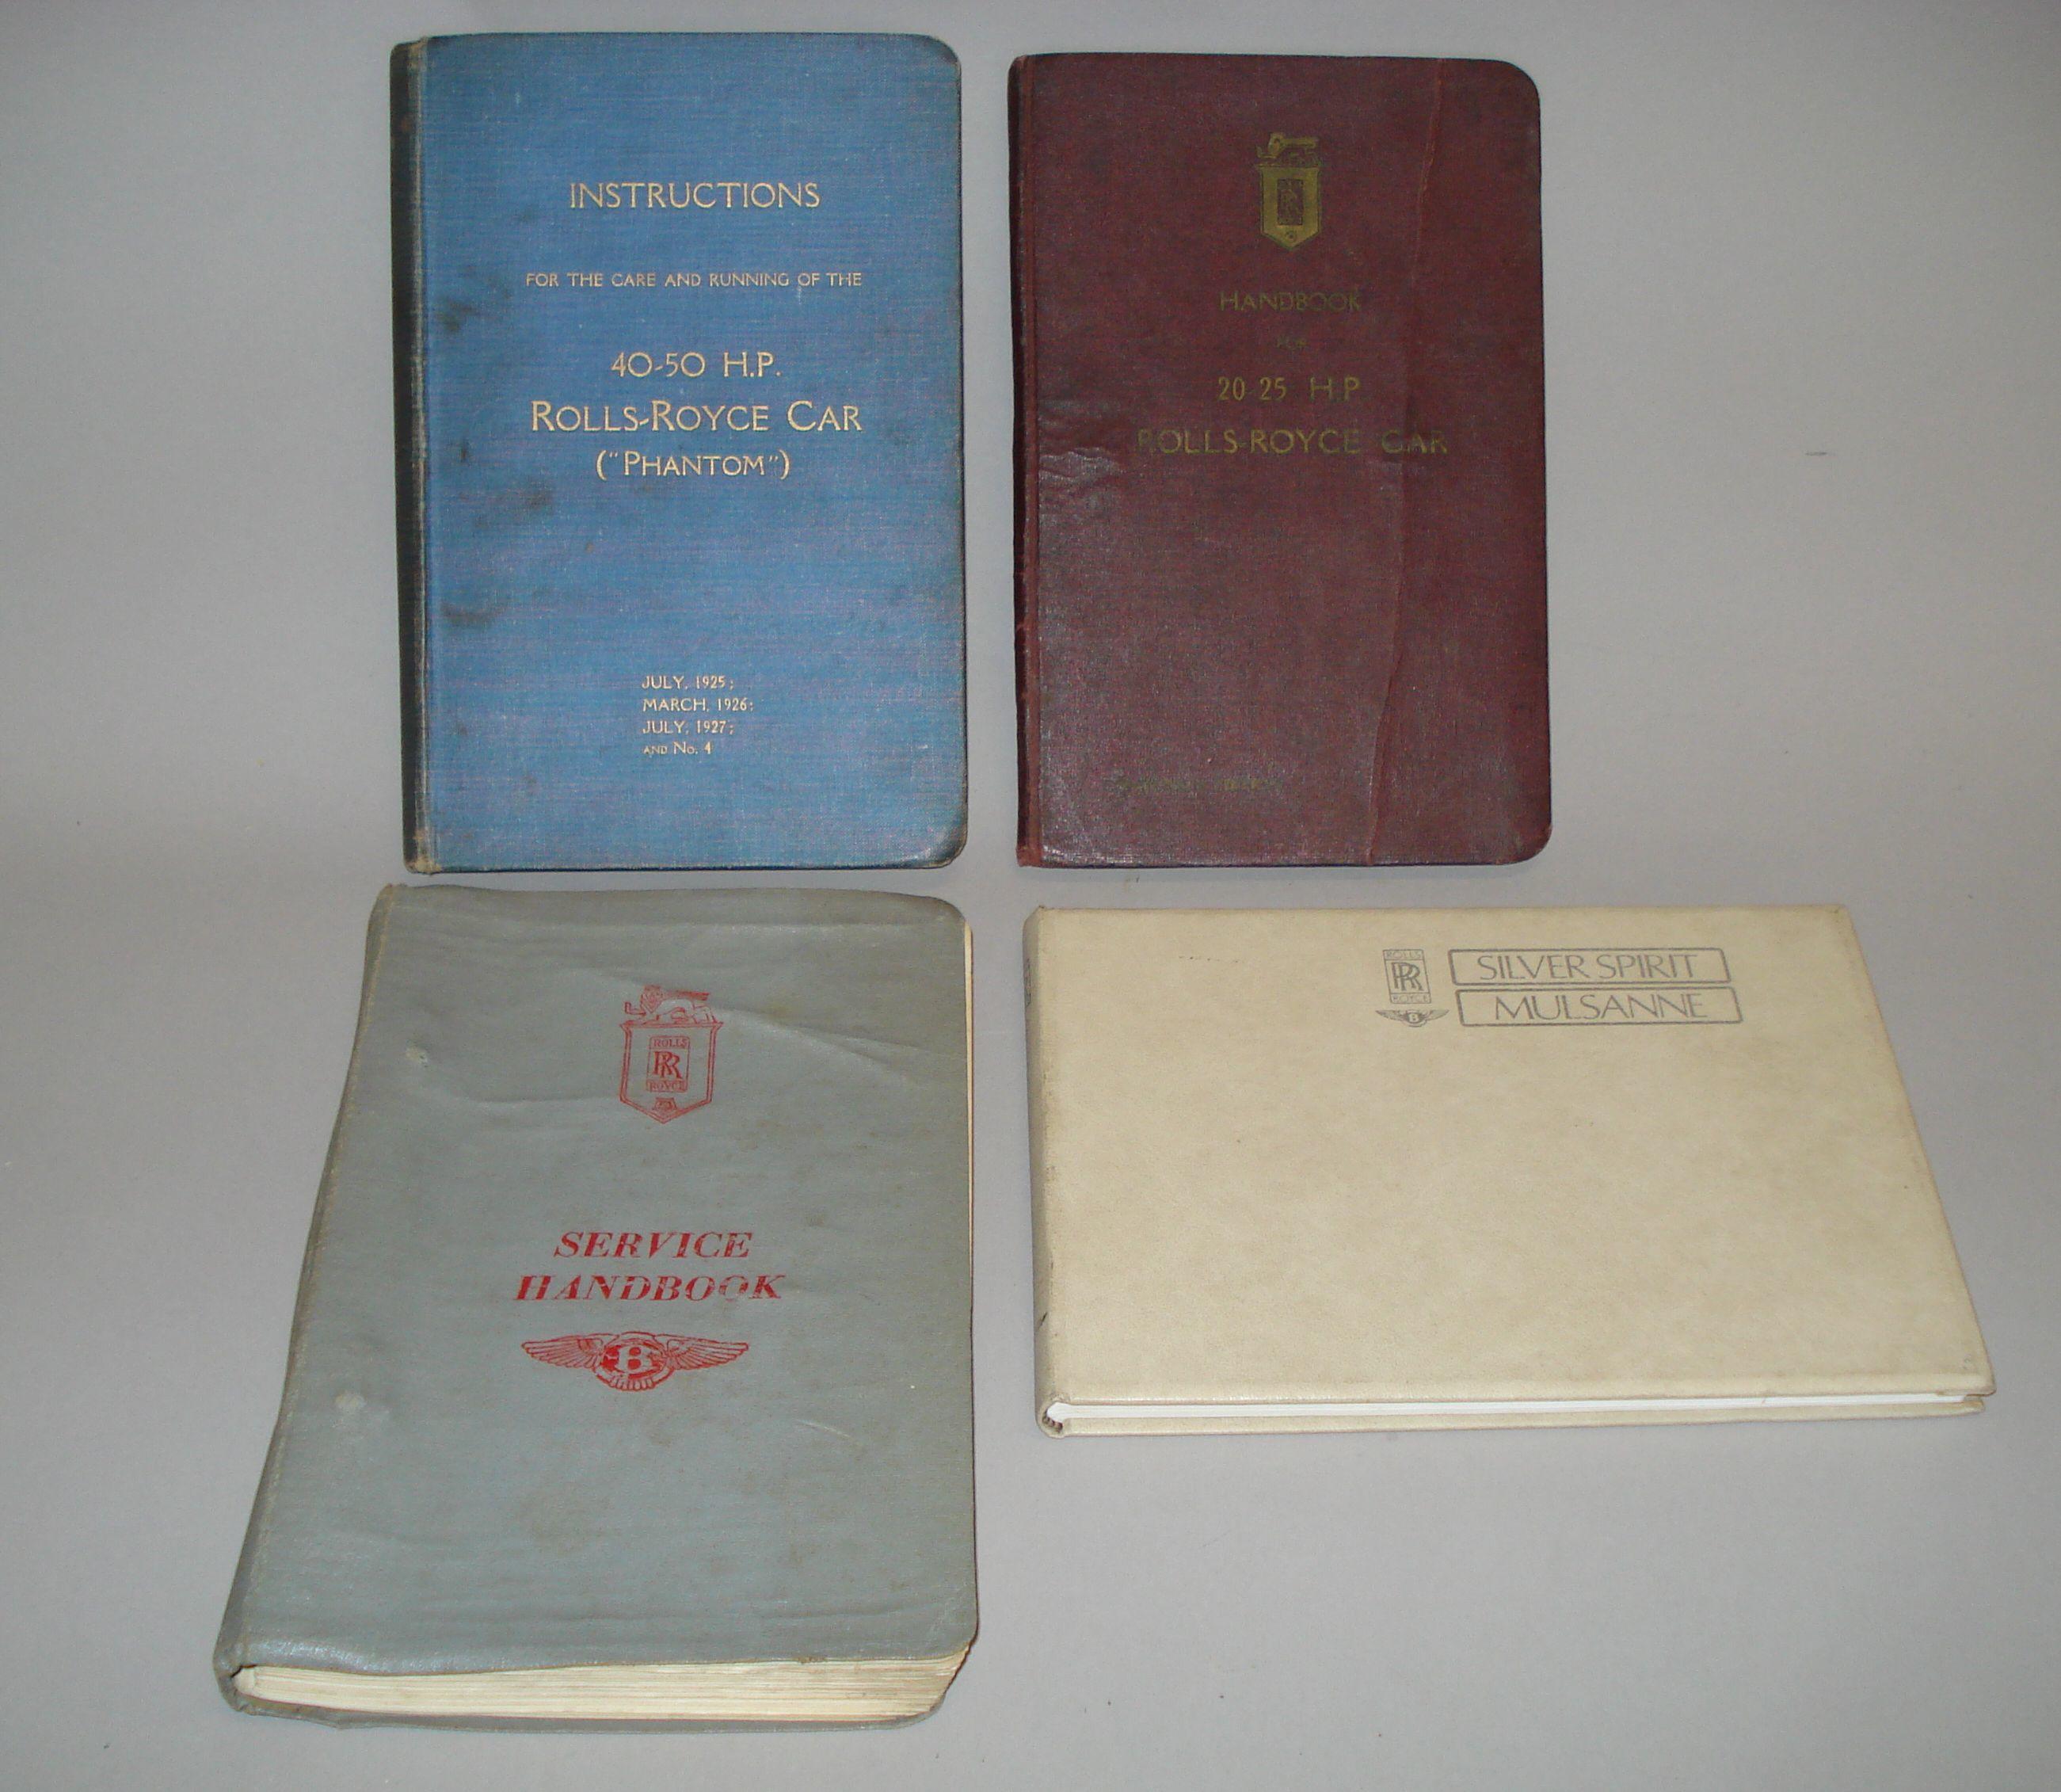 INSTRUCTIONS
FOR THE CARE AND RUNNING OF THE
40-50 H.P.
ROLLS-ROYCE CAR
("PHANTOM")
JULY, 1925;
MARCH, 1926;
JULY, 1927;
AND No. 4
RR
HANDBOOK
FOR
20-25 H.P.
ROLLS-ROYCE CAR
ROLLS
RR
ROYCE
SERVICE
HANDBOOK
B
ROLLS
RR
ROYCE
B
SILVER SPIRIT
MULSANNE